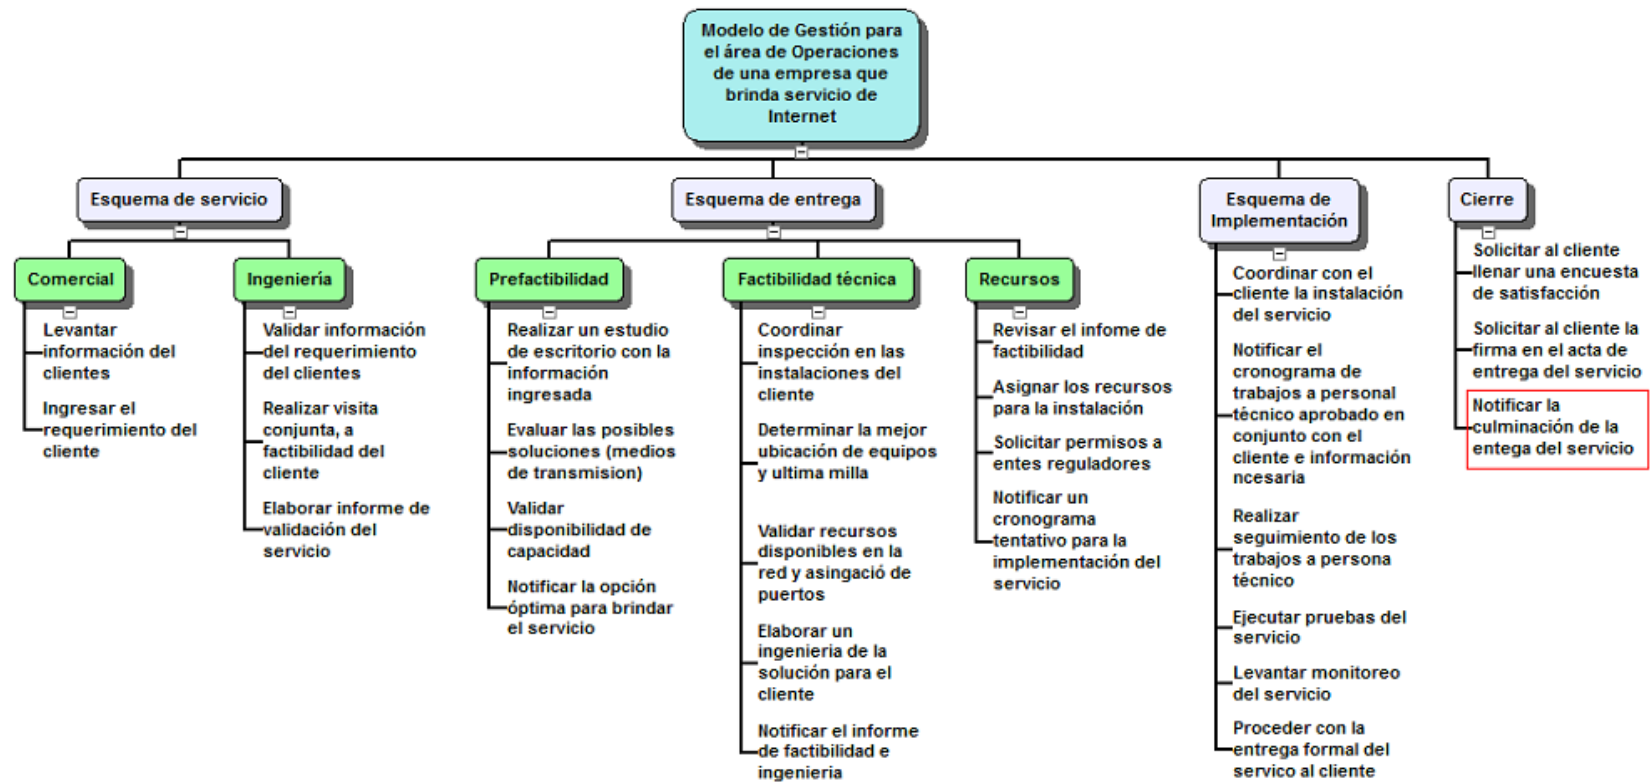 Modelo de Gestión para
el área de Operaciones
de una empresa que
brinda servicio de
Internet
Esquema de servicio
Comercial
Levantar
información del
clientes
Ingresar el
requerimiento del
cliente
Ingeniería
Validar información
del requerimiento
del clientes
Realizar visita
conjunta, a
factibilidad del
cliente
Elaborar informe de
validación del
servicio
Esquema de entrega
Prefactibilidad
Realizar un estudio
de escritorio con la
información
ingresada
Evaluar las posibles
soluciones (medios
de transmision)
Validar
disponibilidad de
capacidad
Notificar la opción
óptima para brindar
el servicio
Factibilidad técnica
Coordinar
inspección en las
instalaciones del
cliente
Determinar la mejor
ubicación de equipos
y ultima milla
Validar recursos
disponibles en la
red y asingació de
puertos
Elaborar un
ingenieria de la
solución para el
cliente
Notificar el informe
de factibilidad e
ingenieria
Recursos
Revisar el infome de
factibilidad
Asignar los recursos
para la instalación
Solicitar permisos a
entes reguladores
Notificar un
cronograma
tentativo para la
implementación del
servicio
Esquema de
Implementación
Coordinar con el
cliente la instalación
del servicio
Notificar el
cronograma de
trabajos a personal
técnico aprobado en
conjunto con el
cliente e información
ncesaria
Realizar
seguimiento de los
trabajos a persona
técnico
Ejecutar pruebas del
servicio
Levantar monitoreo
del servicio
Proceder con la
entrega formal del
servico al cliente
Cierre
Solicitar al cliente
llenar una encuesta
de satisfacción
Solicitar al cliente la
firma en el acta de
entrega del servicio
Notificar la
culminación de la
entega del servicio